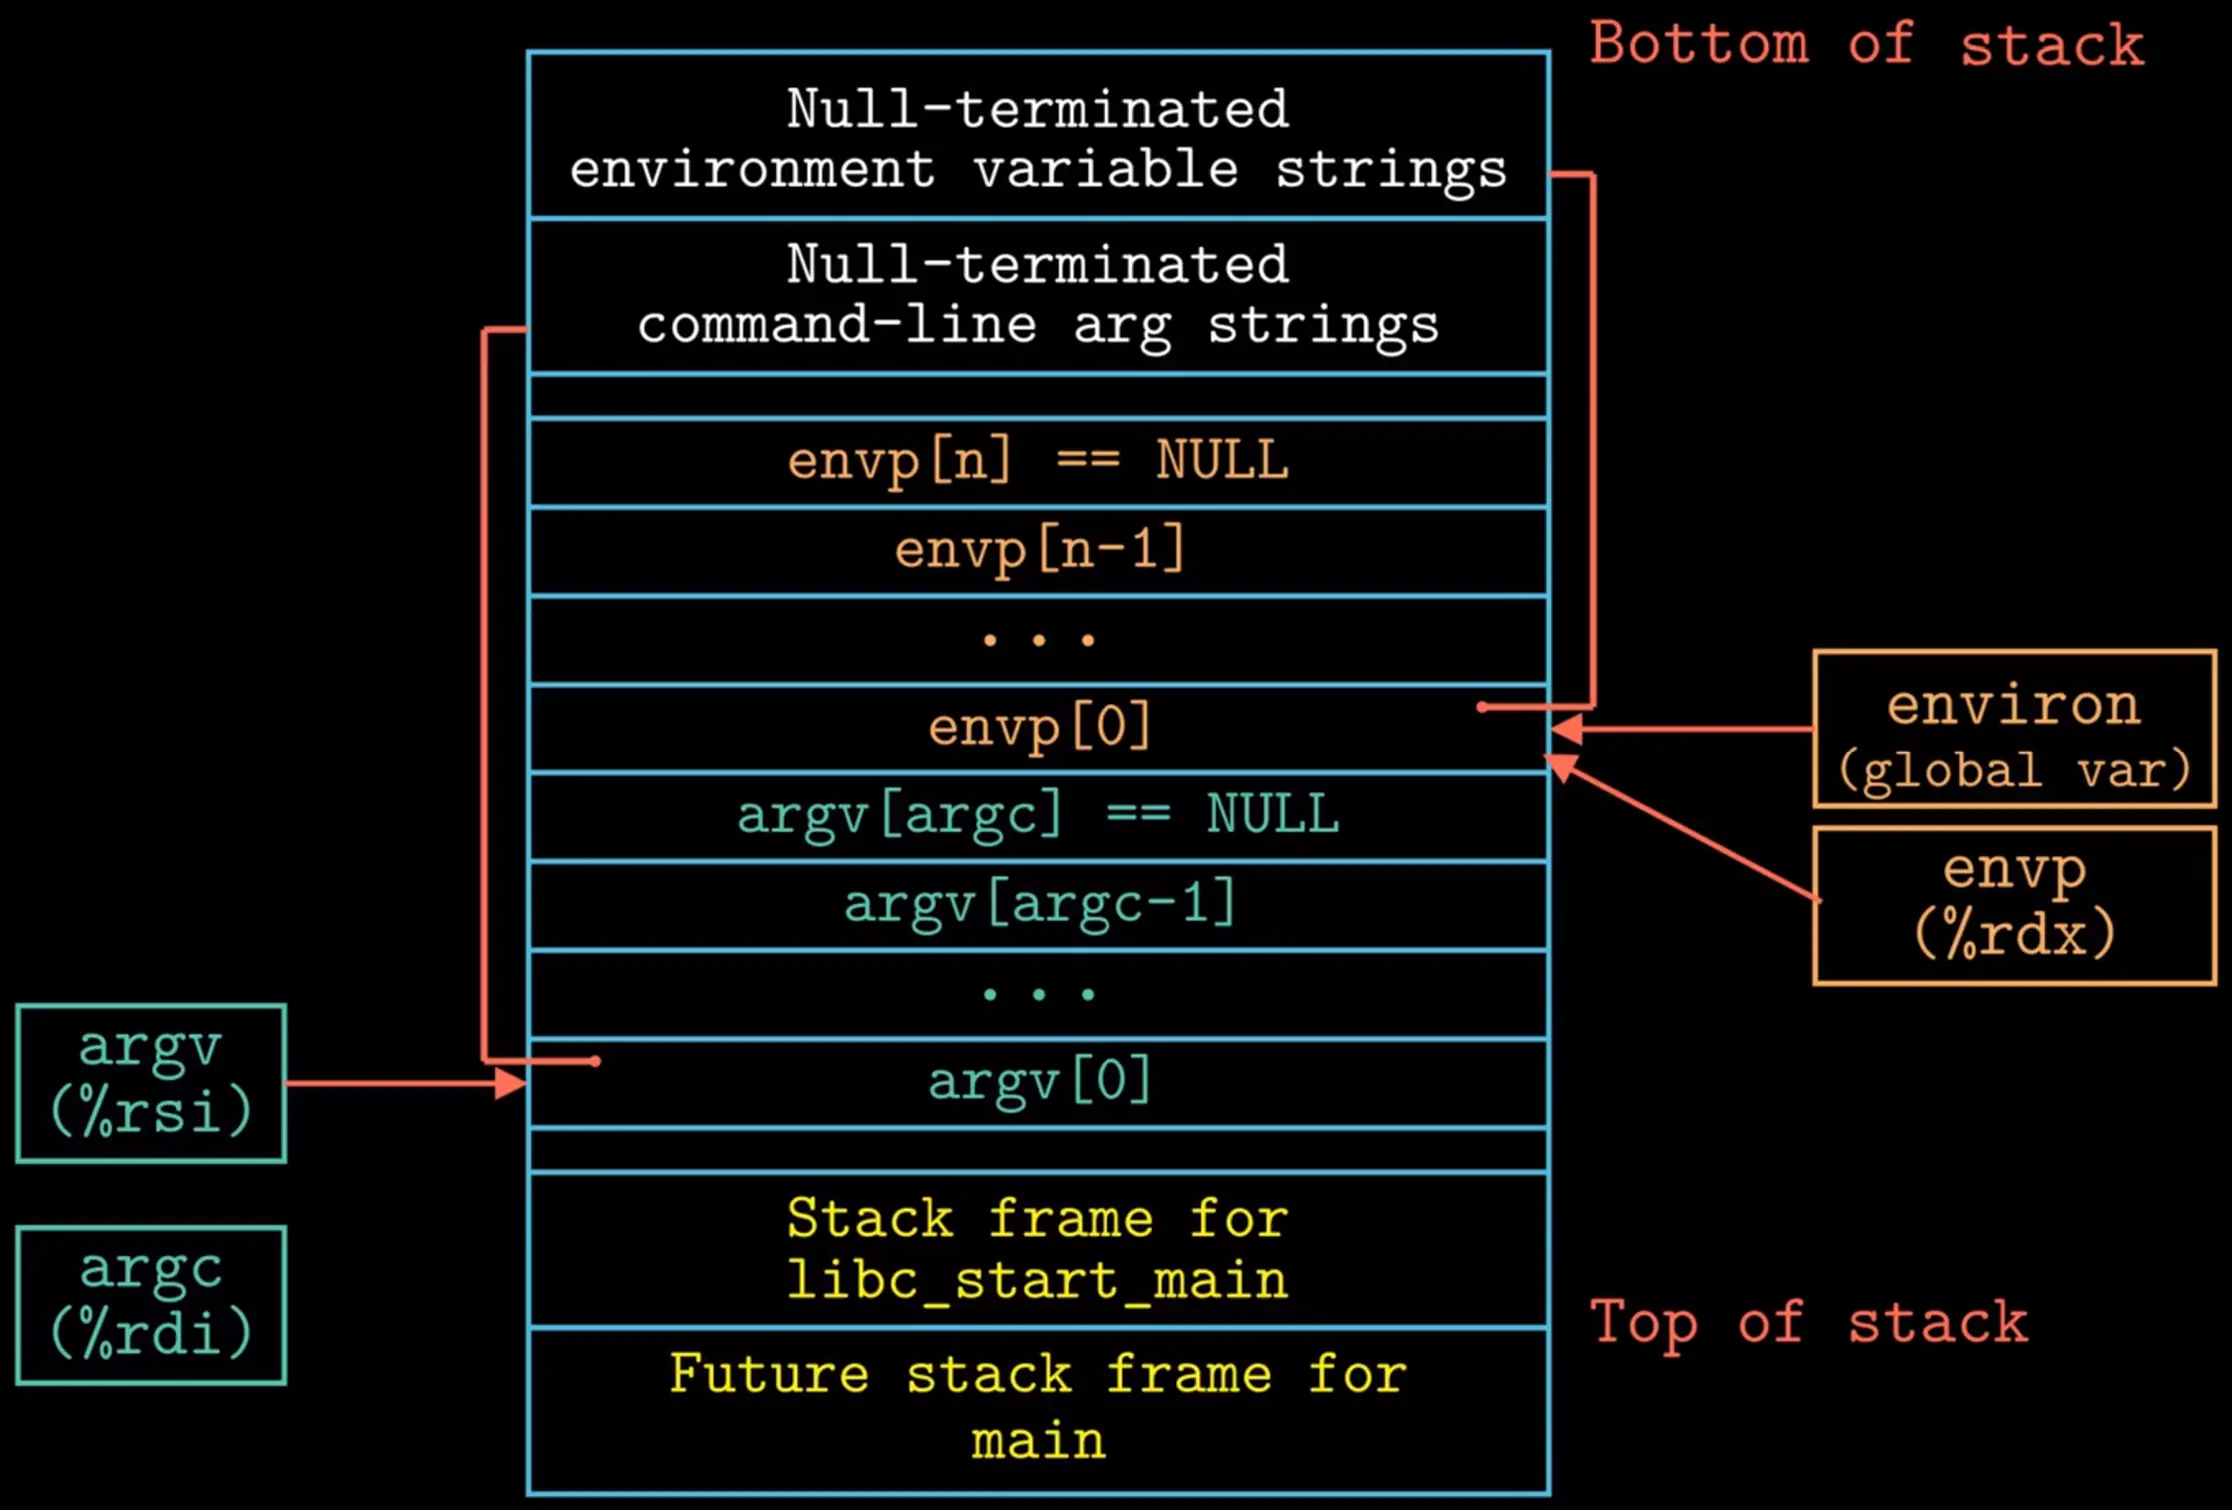 Bottom of stack
Null-terminated
environment variable strings
Null-terminated
command-line arg strings
envp[n] == NULL
envp[n-1]
...
envp[0]
environ
(global var)
argv[argc] == NULL
envp
(%rdx)
argv[argc-1]
...
argv
(%rsi)
argv[0]
Stack frame for
libc_start_main
argc
(%rdi)
Top of stack
Future stack frame for
main